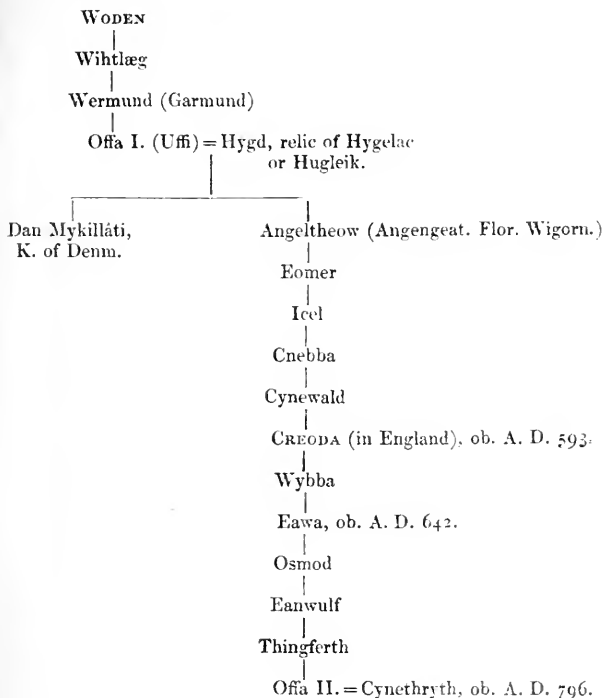 WODEN
Wihtlæg
Wermund (Garmund)
Offa I. (Uffi) = Hygd, relic of Hygelac
or Hugleik.
Dan Mykilláti,
K. of Denm.
Angeltheow (Angengeat. Flor. Wigorn.)
Eomer
Icel
Cnebba
Cynewald
CREODA (in England), ob. A. D. 593.
Wybba
Eawa, ob. A. D. 642.
Osmod
Eanwulf
Thingferth
Offa II. = Cynethryth, ob. A. D. 796.